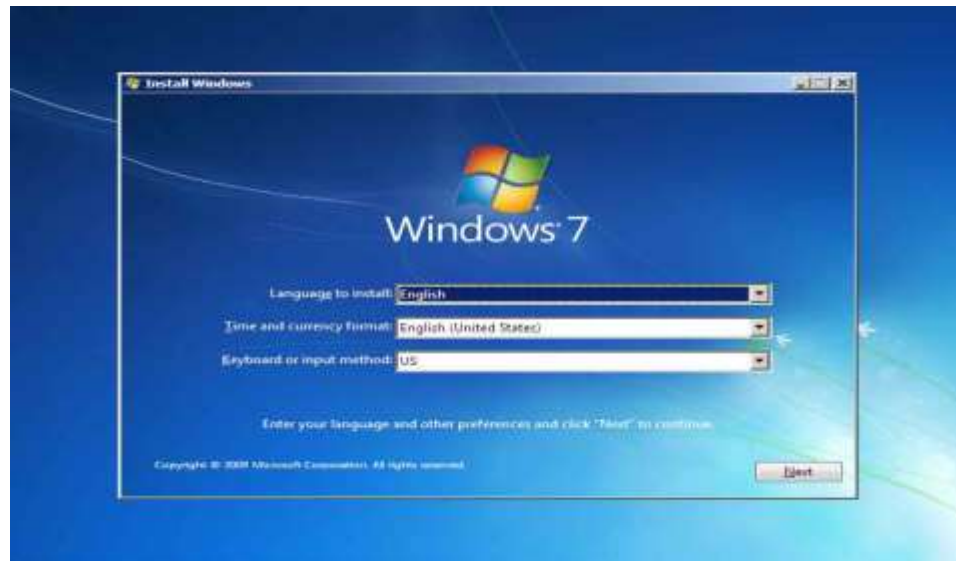 Install Windows
Windows 7
Language to install: English
Time and currency format: English (United States)
Keyboard or input method: US
Enter your language and other preferences and click "Next" to continue.
Copyright © 2009 Microsoft Corporation. All rights reserved.
Next